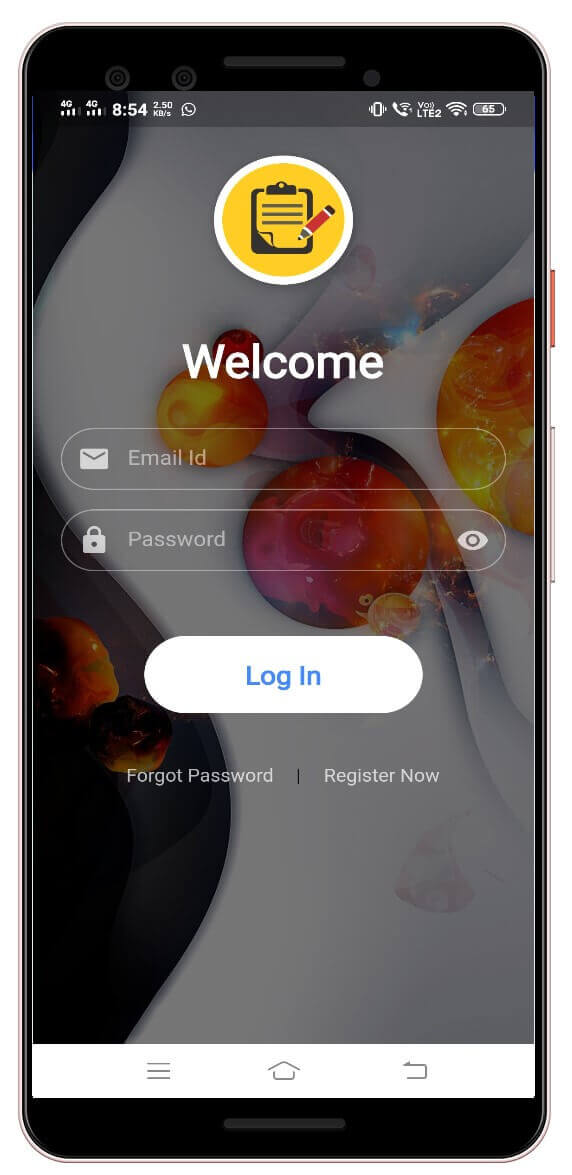 4G 4G 8:54 2.50 KB/s Vo)) LTE2 65
Welcome
Email Id
Password
Log In
Forgot Password | Register Now